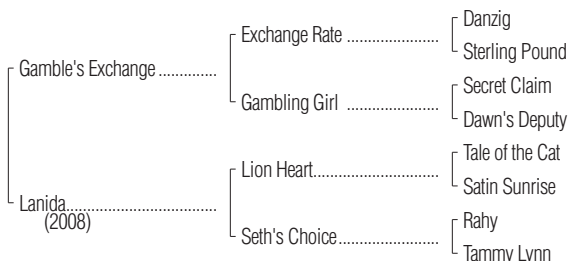 Danzig
Exchange Rate ..................
Sterling Pound
Gamble's Exchange .............
Secret Claim
Gambling Girl ....................
Dawn's Deputy
Tale of the Cat
Lion Heart.........................
Satin Sunrise
Lanida..................................
(2008)
Rahy
Seth's Choice....................
Tammy Lynn